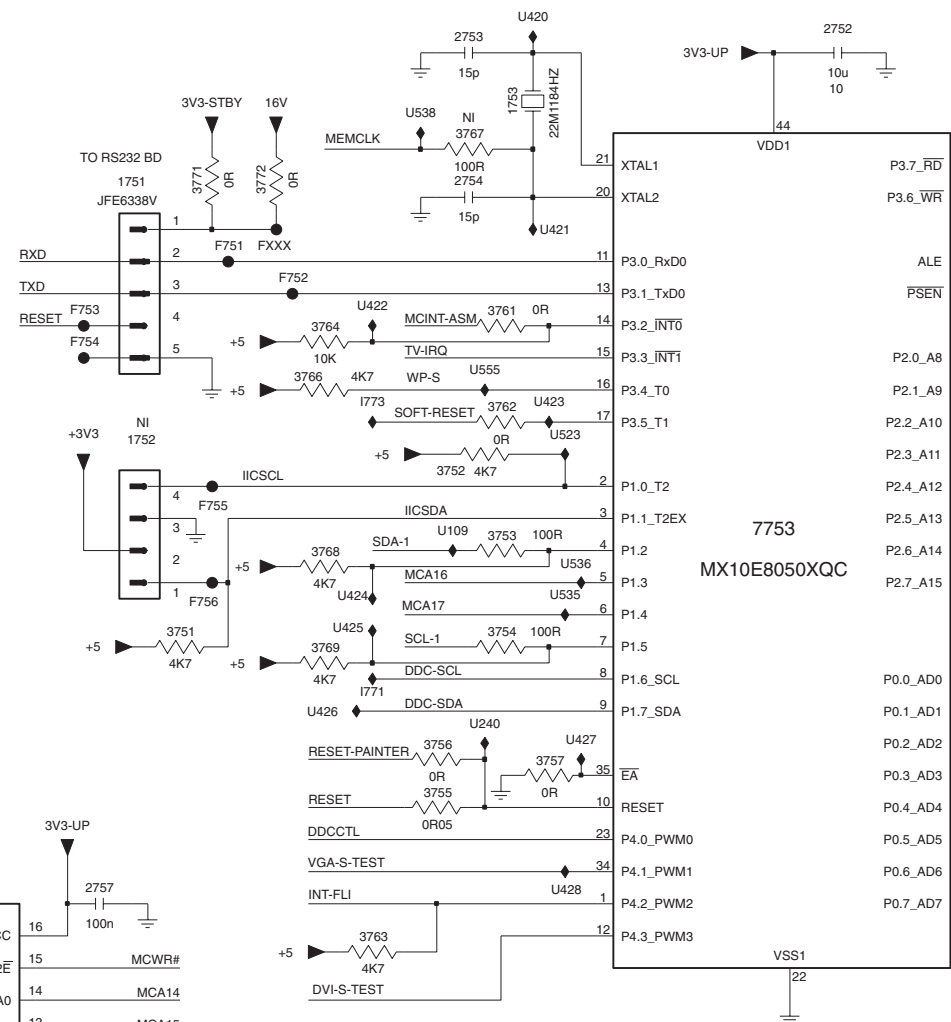 U420
2753
15p
3V3-UP
2752
10u
10
44
VDD1
1753
22M1184HZ
3V3-STBY
16V
U538
NI
MEMCLK
3767
100R
21
XTAL1
P3.7_RD
TO RS232 BD
3771
0R
3772
0R
1751
JFE6338V
2754
15p
20
XTAL2
P3.6_WR
1
F751
FXXX
U421
RXD
2
11
P3.0_RxD0
ALE
TXD
3
F752
13
P3.1_TxD0
PSEN
RESET
F753
4
U422
MCINT-ASM
3761
0R
14
P3.2_INT0
F754
+5
3764
10K
5
TV-IRQ
15
P3.3_INT1
P2.0_A8
+5
3766
4K7
WP-S
U555
16
P3.4_T0
P2.1_A9
I773
SOFT-RESET
3762
0R
U423
17
P3.5_T1
P2.2_A10
+3V3
NI
1752
+5
3752
4K7
U523
P2.3_A11
4
IICSCL
F755
2
P1.0_T2
P2.4_A12
3
IICSDA
3
P1.1_T2EX
P2.5_A13
7753
MX10E8050XQC
2
SDA-1
U109
3753
100R
4
P1.2
P2.6_A14
+5
3768
4K7
U424
MCA16
U536
5
P1.3
P2.7_A15
1
F756
MCA17
U535
6
P1.4
+5
3751
4K7
U425
SCL-1
3754
100R
7
P1.5
+5
3769
4K7
I771
DDC-SCL
8
P1.6_SCL
P0.0_AD0
U426
DDC-SDA
9
P1.7_SDA
P0.1_AD1
U240
P0.2_AD2
RESET-PAINTER
3756
0R
3757
0R
U427
35
EA
P0.3_AD3
RESET
3755
0R05
10
RESET
P0.4_AD4
DDCCTL
23
P4.0_PWM0
P0.5_AD5
VGA-S-TEST
U428
34
P4.1_PWM1
P0.6_AD6
INT-FLI
1
P4.2_PWM2
P0.7_AD7
+5
3763
4K7
12
P4.3_PWM3
DVI-S-TEST
VSS1
22
3V3-UP
2757
100n
16
15
MCWR#
14
MCA14